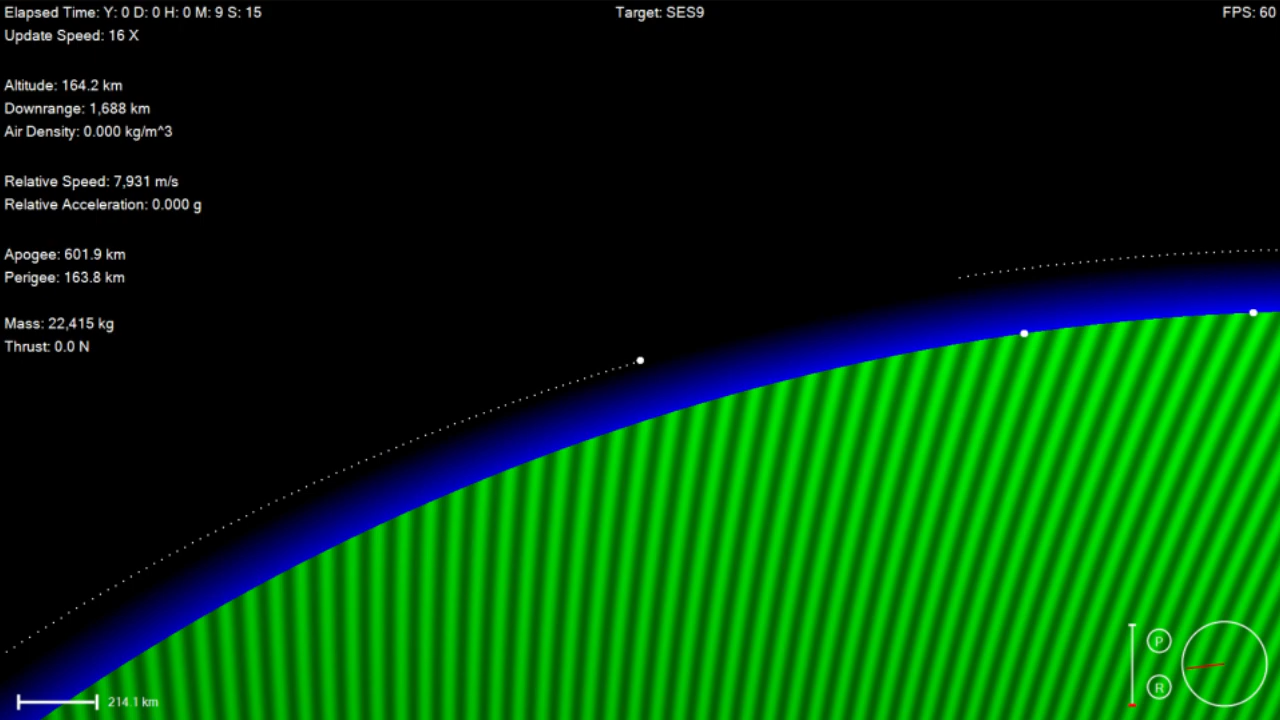 Elapsed Time: Y: 0 D: 0 H: 0 M: 9 S: 15
Target: SES9
FPS: 60
Update Speed: 16 X
Altitude: 164.2 km
Downrange: 1,688 km
Air Density: 0.000 kg/m^3
Relative Speed: 7,931 m/s
Relative Acceleration: 0.000 g
Apogee: 601.9 km
Perigee: 163.8 km
Mass: 22,415 kg
Thrust: 0.0 N
P
R
214.1 km